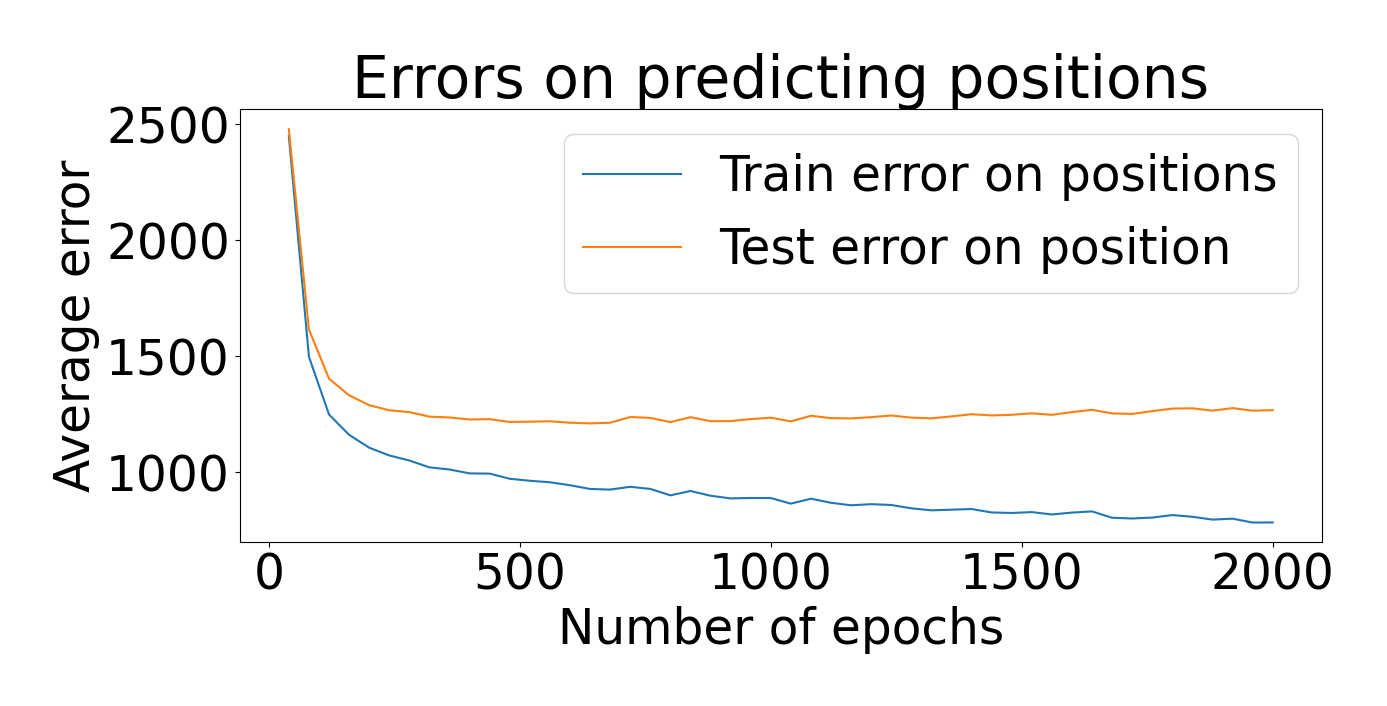 Errors on predicting positions
2500
2000
1500
1000
Average error
Train error on positions
Test error on position
0 500 1000 1500 2000
Number of epochs